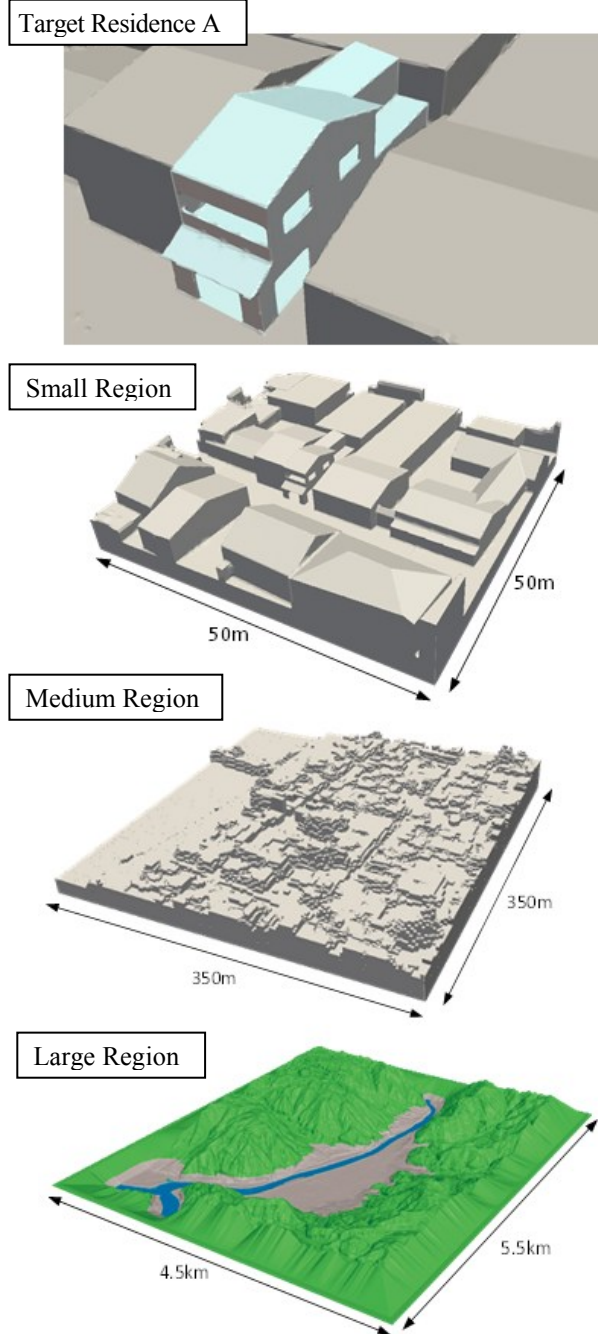 Target Residence A
Small Region
50m
50m
Medium Region
350m
350m
Large Region
5.5km
4.5km